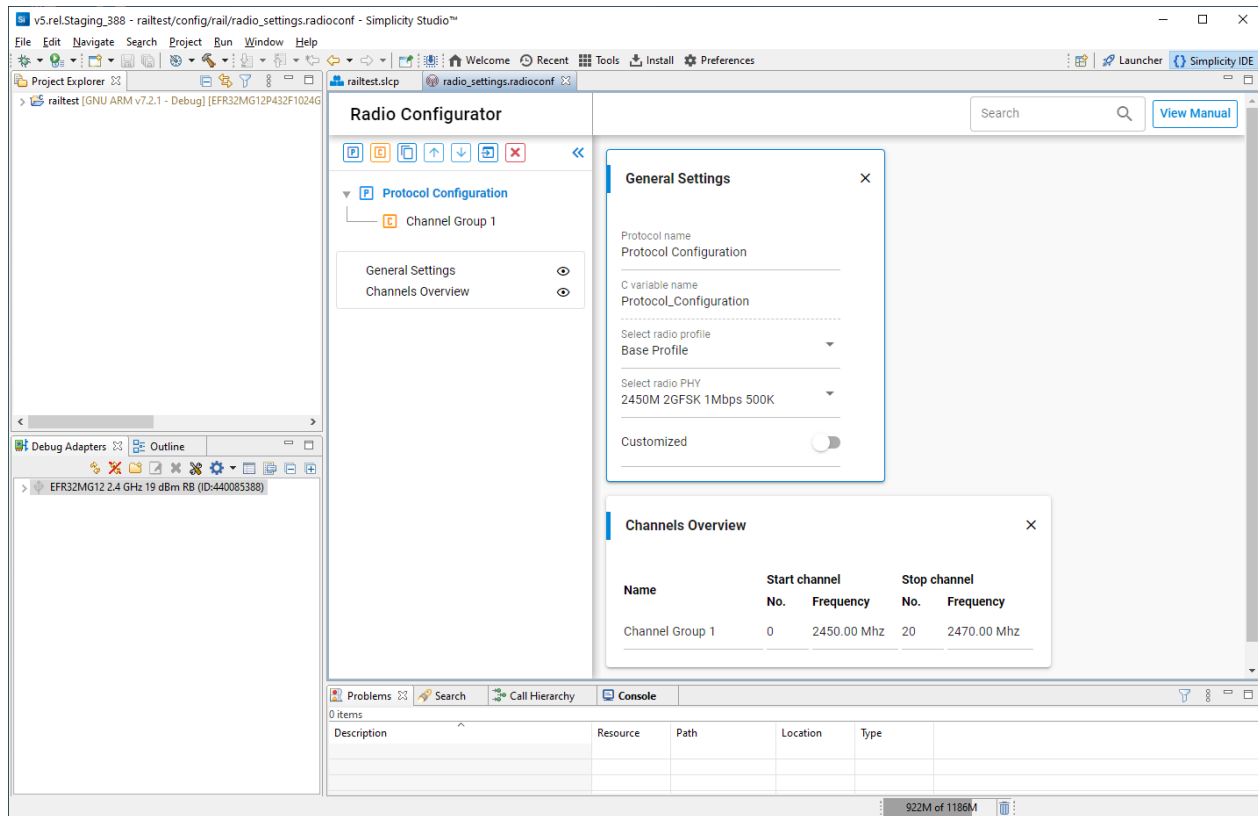 v5.rel.Staging_388 - railtest/config/rail/radio_settings.radioconf - Simplicity Studio™
File Edit Navigate Search Project Run Window Help
Welcome Recent Tools Install Preferences Launcher {} Simplicity IDE
Project Explorer
railtest [GNU ARM v7.2.1 - Debug] [EFR32MG12P432F1024G
railtest.slcp radio_settings.radioconf
Radio Configurator
Search
View Manual
P C
P Protocol Configuration
C Channel Group 1
General Settings
Channels Overview
General Settings
Protocol name
Protocol Configuration
C variable name
Protocol_Configuration
Select radio profile
Base Profile
Select radio PHY
2450M 2GFSK 1Mbps 500K
Customized
Channels Overview
Name Start channel Stop channel
No. Frequency No. Frequency
Channel Group 1 0 2450.00 Mhz 20 2470.00 Mhz
Debug Adapters Outline
EFR32MG12 2.4 GHz 19 dBm RB (ID:440085388)
Problems Search Call Hierarchy Console
0 items
Description Resource Path Location Type
922M of 1186M